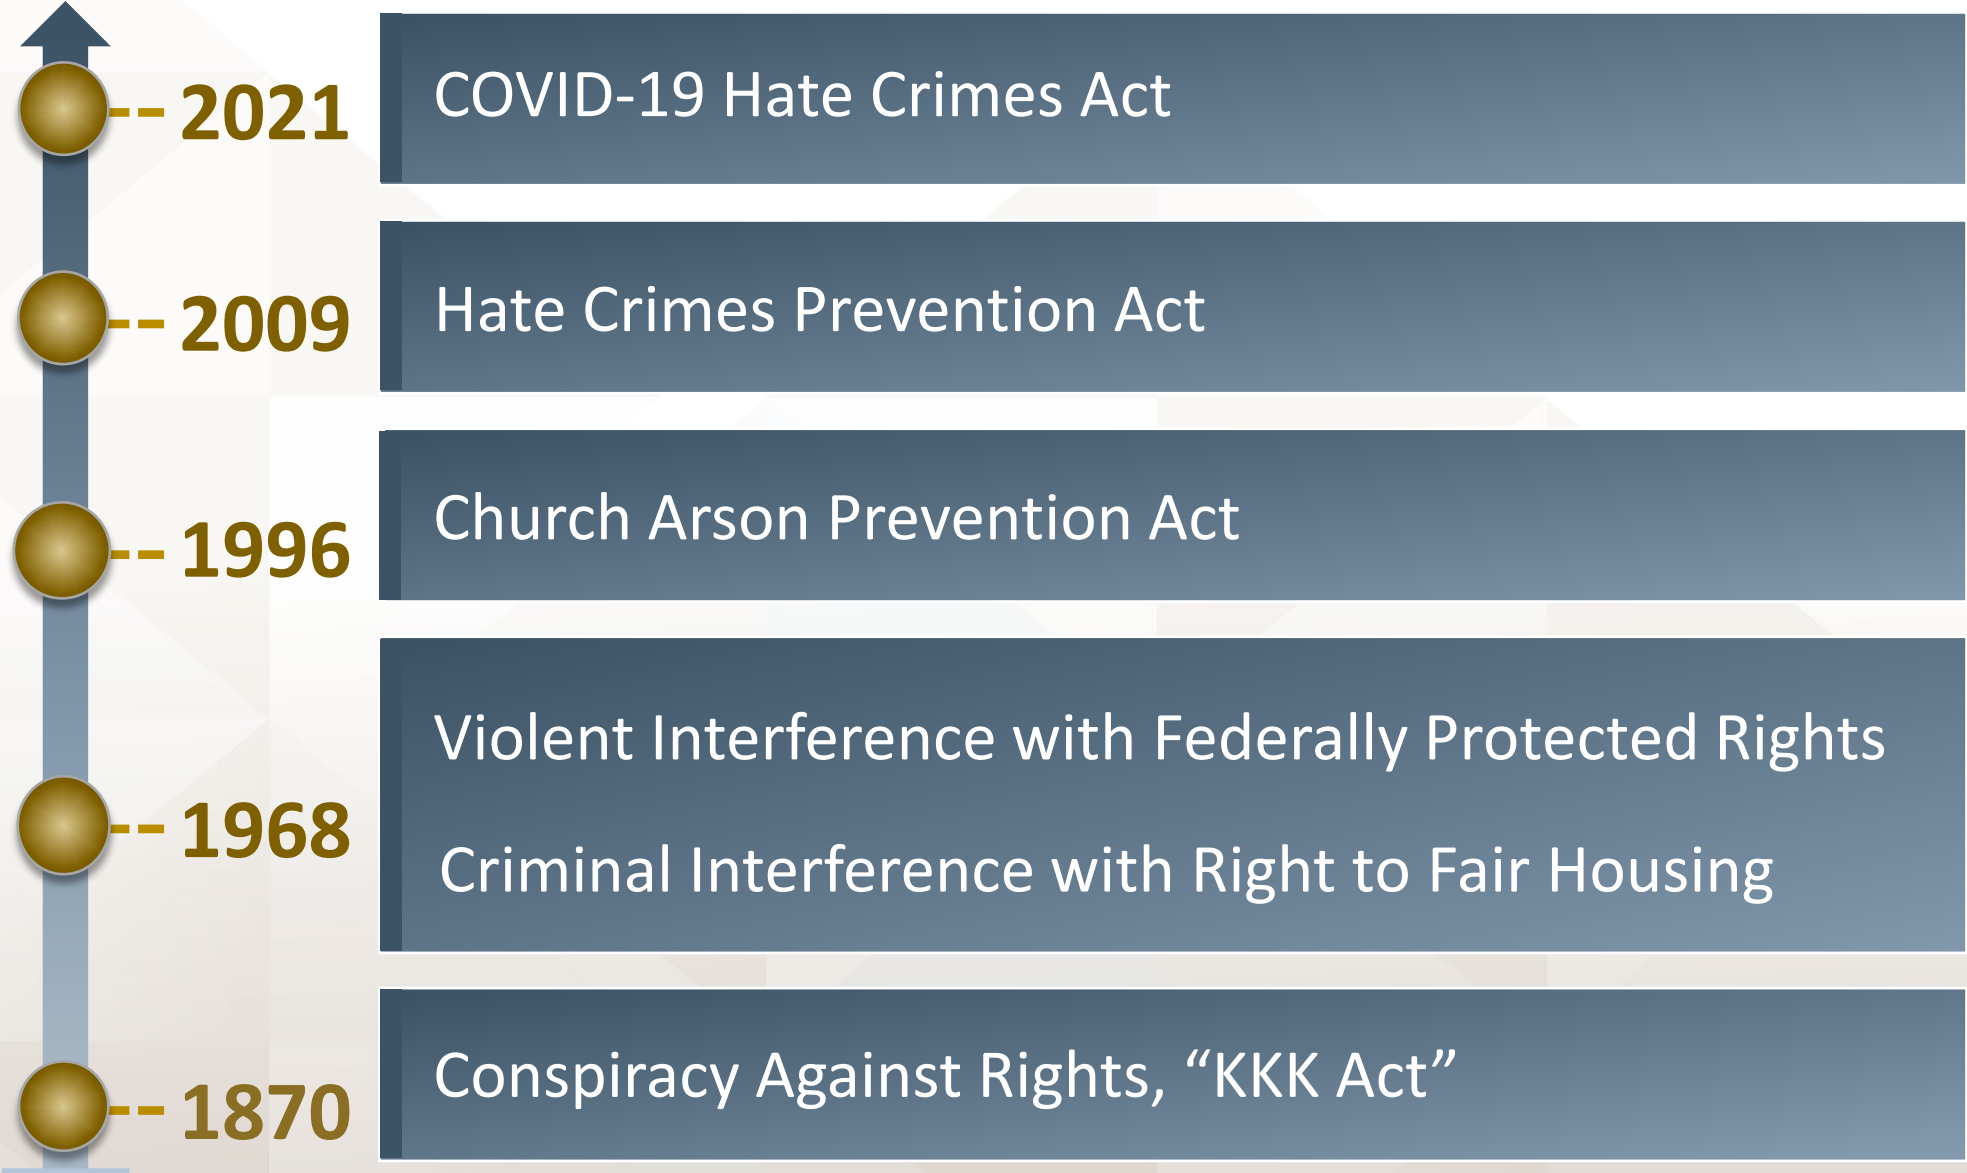 2021
COVID-19 Hate Crimes Act
2009
Hate Crimes Prevention Act
1996
Church Arson Prevention Act
1968
Violent Interference with Federally Protected Rights
Criminal Interference with Right to Fair Housing
1870
Conspiracy Against Rights, “KKK Act”